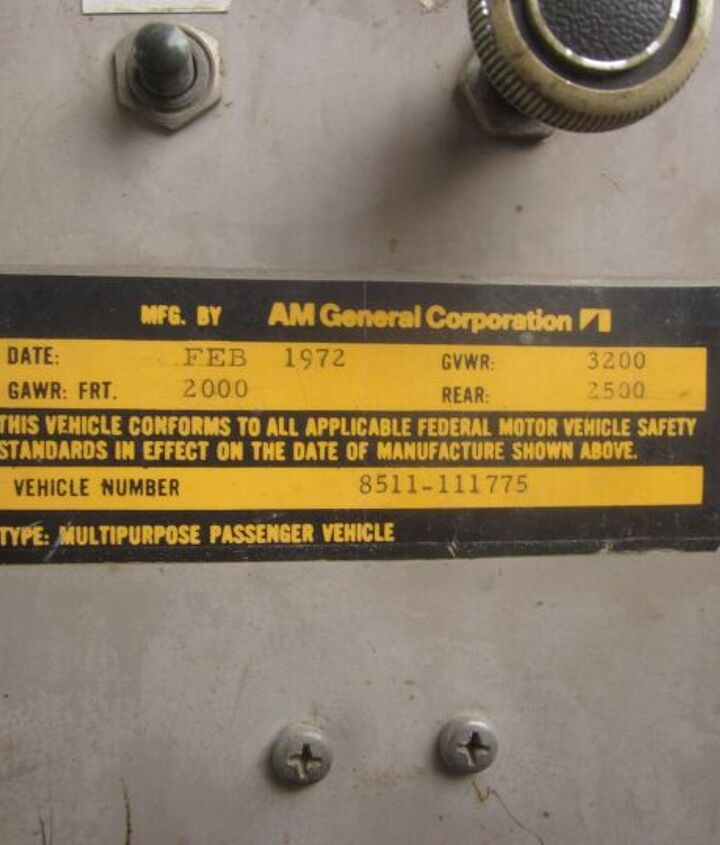 MFG. BY AM General Corporation
DATE: FEB 1972 GVWR: 3200
GAWR: FRT. 2000 REAR: 2500
THIS VEHICLE CONFORMS TO ALL APPLICABLE FEDERAL MOTOR VEHICLE SAFETY
STANDARDS IN EFFECT ON THE DATE OF MANUFACTURE SHOWN ABOVE.
VEHICLE NUMBER 8511-111775
TYPE: MULTIPURPOSE PASSENGER VEHICLE